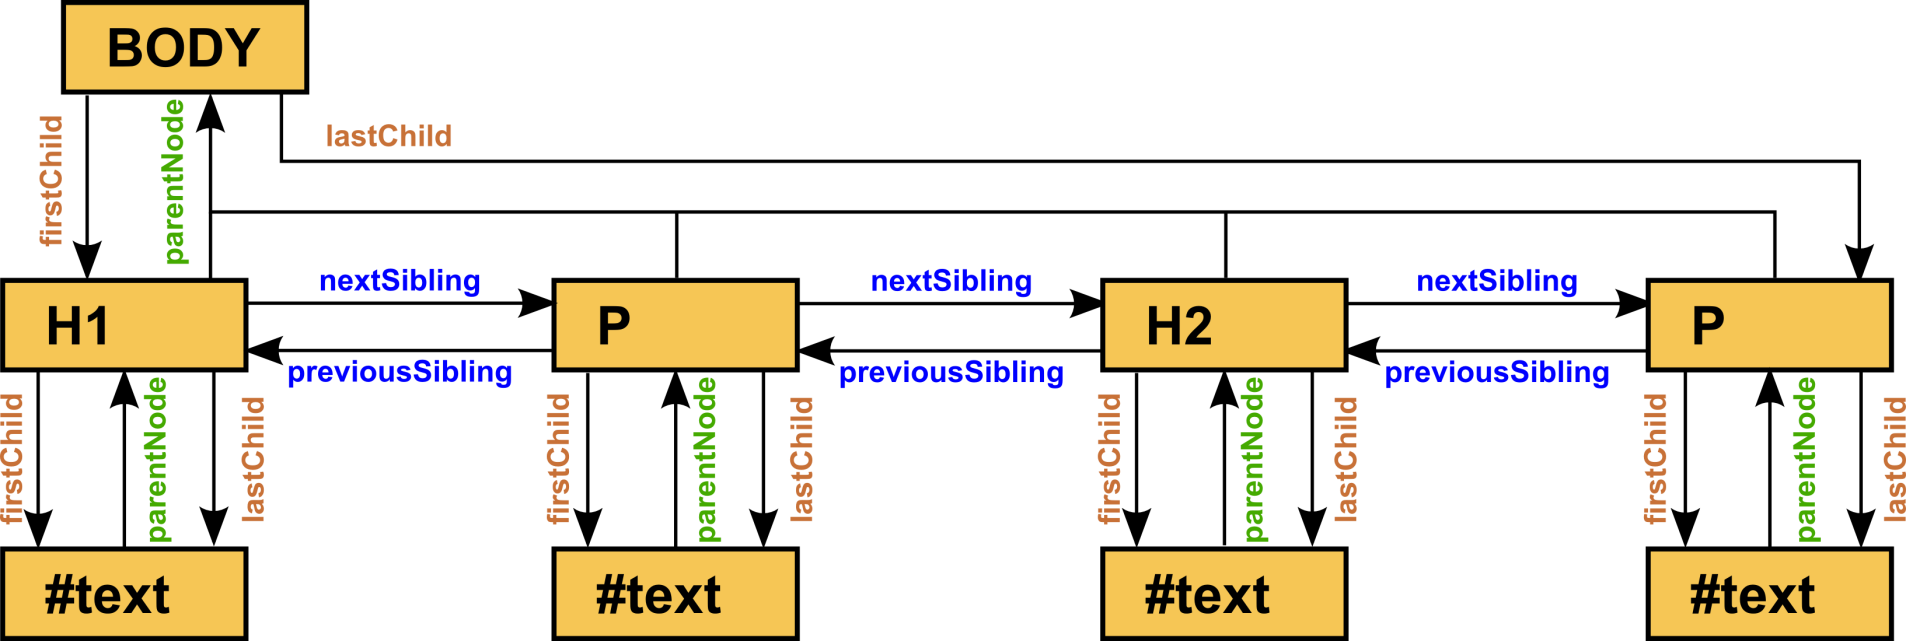 BODY
firstChild
parentNode
lastChild
nextSibling
nextSibling
nextSibling
H1
P
H2
P
previousSibling
previousSibling
previousSibling
firstChild
parentNode
lastChild
firstChild
parentNode
lastChild
firstChild
parentNode
lastChild
firstChild
parentNode
lastChild
#text
#text
#text
#text